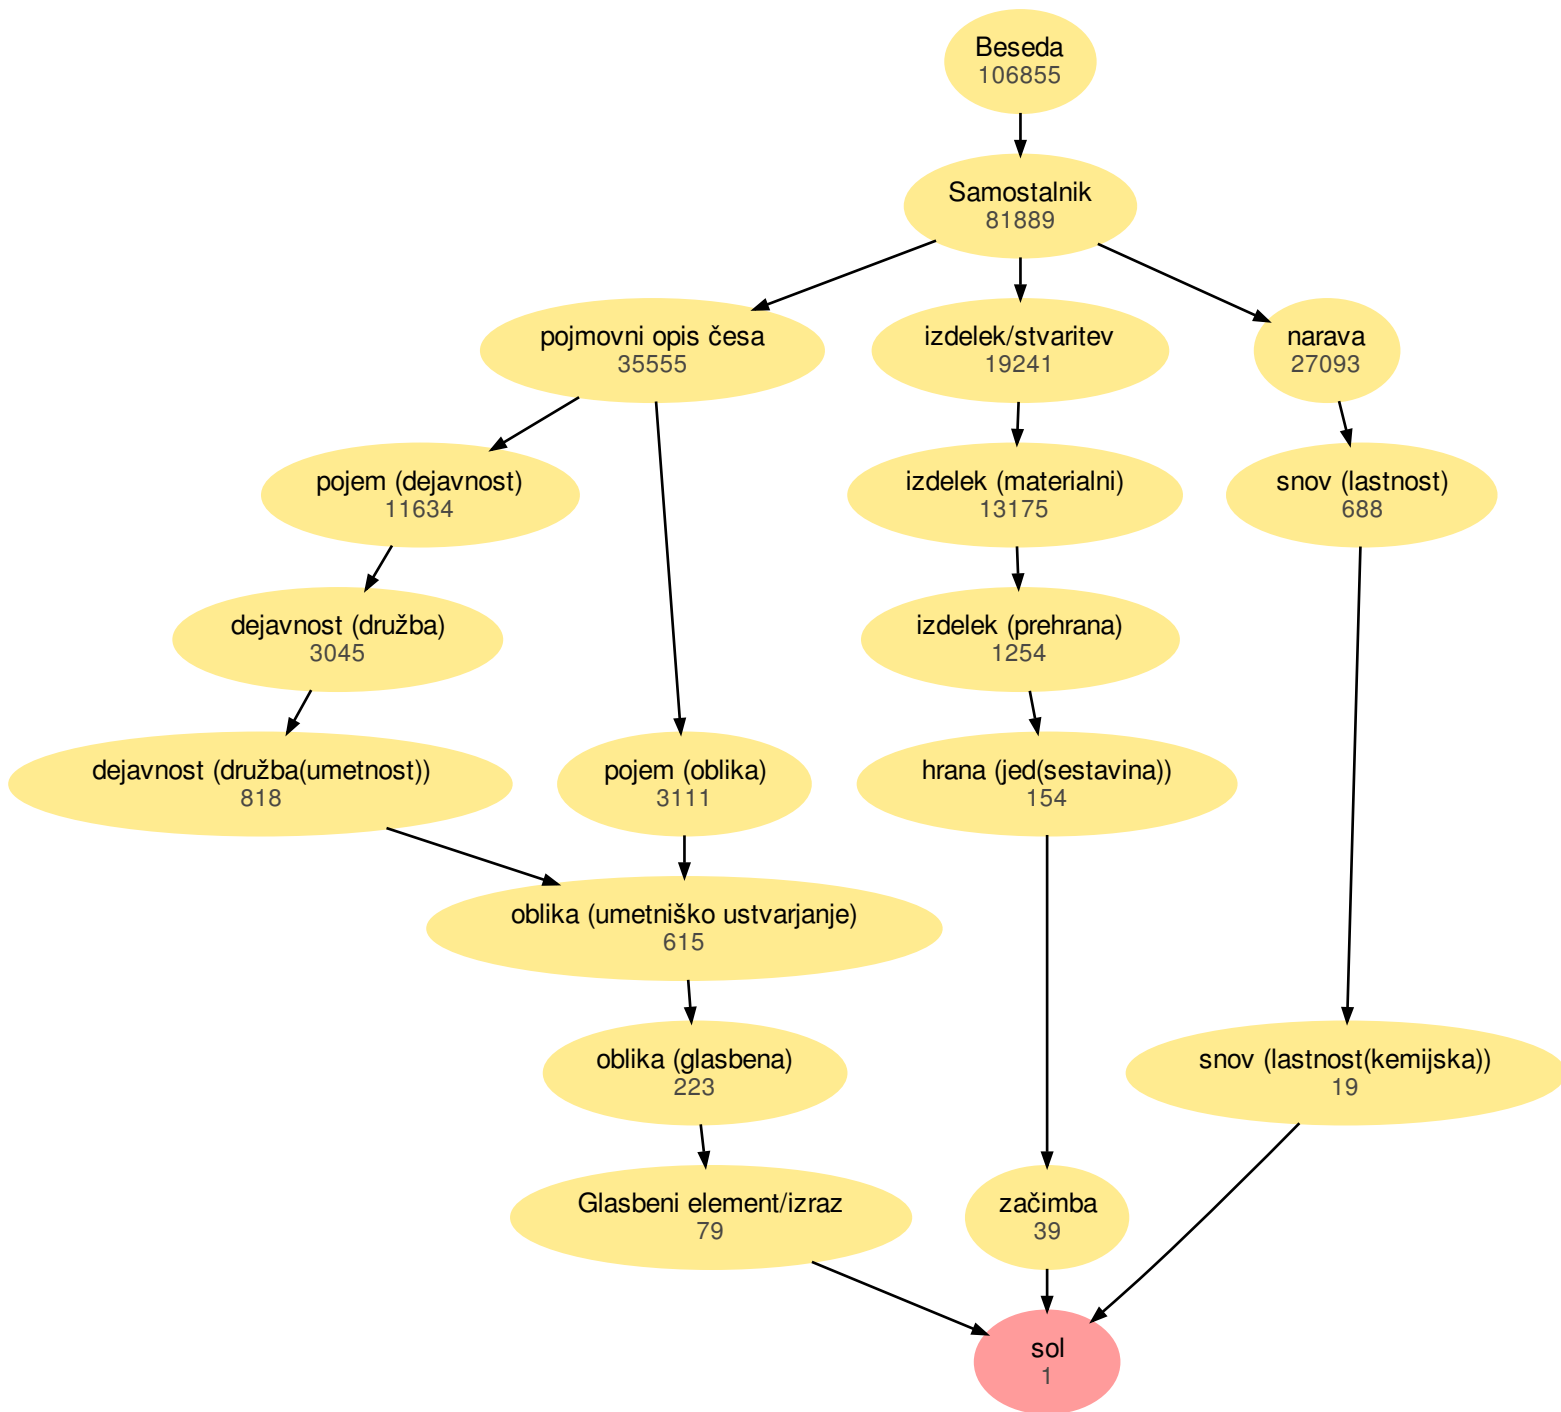 Beseda
106855
Samostalnik
81889
pojmovni opis česa
35555
izdelek/stvaritev
19241
narava
27093
pojem (dejavnost)
11634
izdelek (materialni)
13175
snov (lastnost)
688
dejavnost (družba)
3045
izdelek (prehrana)
1254
dejavnost (družba(umetnost))
818
pojem (oblika)
3111
hrana (jed(sestavina))
154
oblika (umetniško ustvarjanje)
615
oblika (glasbena)
223
snov (lastnost(kemijska))
19
Glasbeni element/izraz
79
začimba
39
sol
1